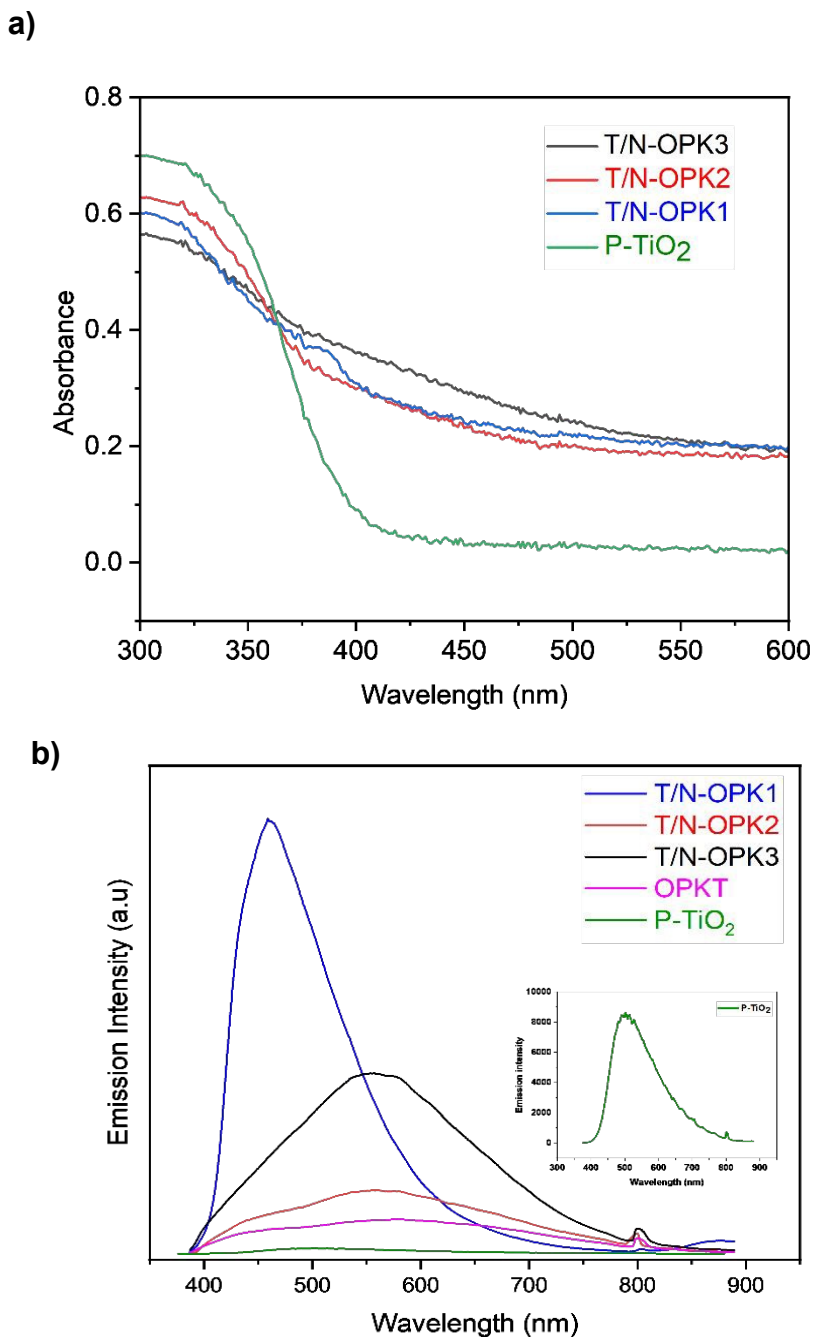 a)
0.8
0.6
0.4
0.2
0.0
Absorbance
T/N-OPK3
T/N-OPK2
T/N-OPK1
P-TiO₂
300 350 400 450 500 550 600
Wavelength (nm)
b)
Emission Intensity (a.u)
T/N-OPK1
T/N-OPK2
T/N-OPK3
OPKT
P-TiO₂
10000
8000
6000
4000
2000
0
Emission intensity
P-TiO₂
300 400 500 600 700 800 900
Wavelength (nm)
400 500 600 700 800 900
Wavelength (nm)